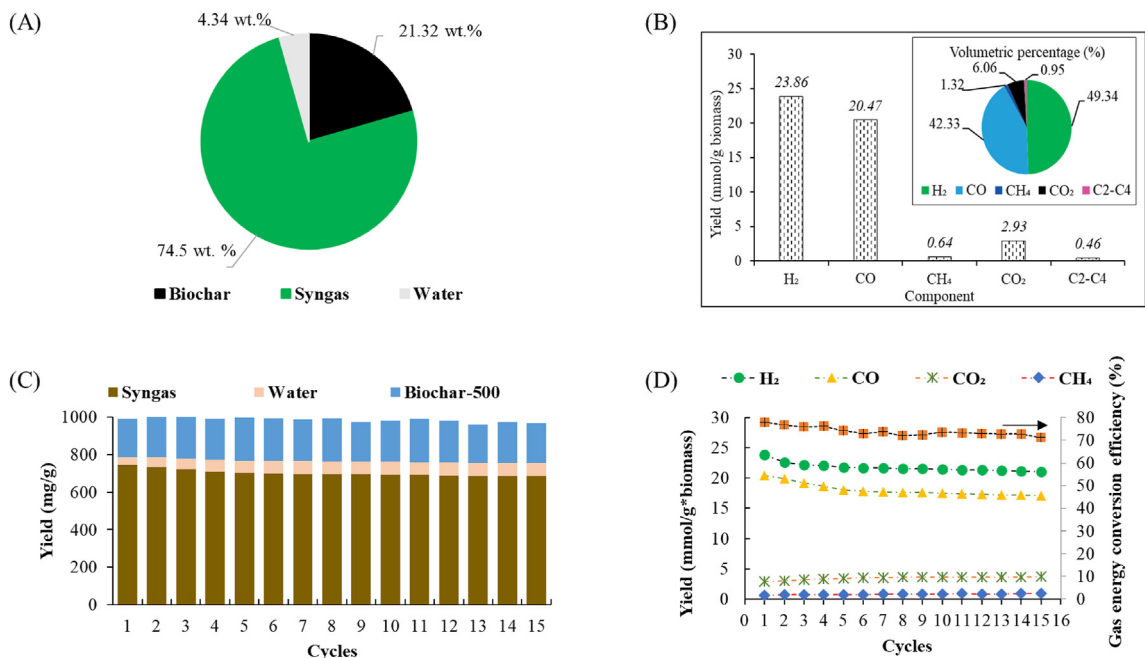 (A)
4.34 wt.%
21.32 wt.%
74.5 wt. %
Biochar Syngas Water
(B)
Yield (mmol/g biomass)
30
25
20
15
10
5
0
23.86
20.47
0.64
2.93
0.46
H₂ CO CH₄ CO₂ C2-C4
Component
Volumetric percentage (%)
6.06
0.95
1.32
49.34
42.33
H₂ CO CH₄ CO₂ C2-C4
(C)
Syngas Water Biochar-500
Yield (mg/g)
1000
800
600
400
200
0
1 2 3 4 5 6 7 8 9 10 11 12 13 14 15
Cycles
(D)
H₂ CO CO₂ CH₄
Yield (mmol/g*biomass)
30
25
20
15
10
5
0
80
70
60
50
40
30
20
10
0
Gas energy conversion efficiency (%)
0 1 2 3 4 5 6 7 8 9 10 11 12 13 14 15 16
Cycles